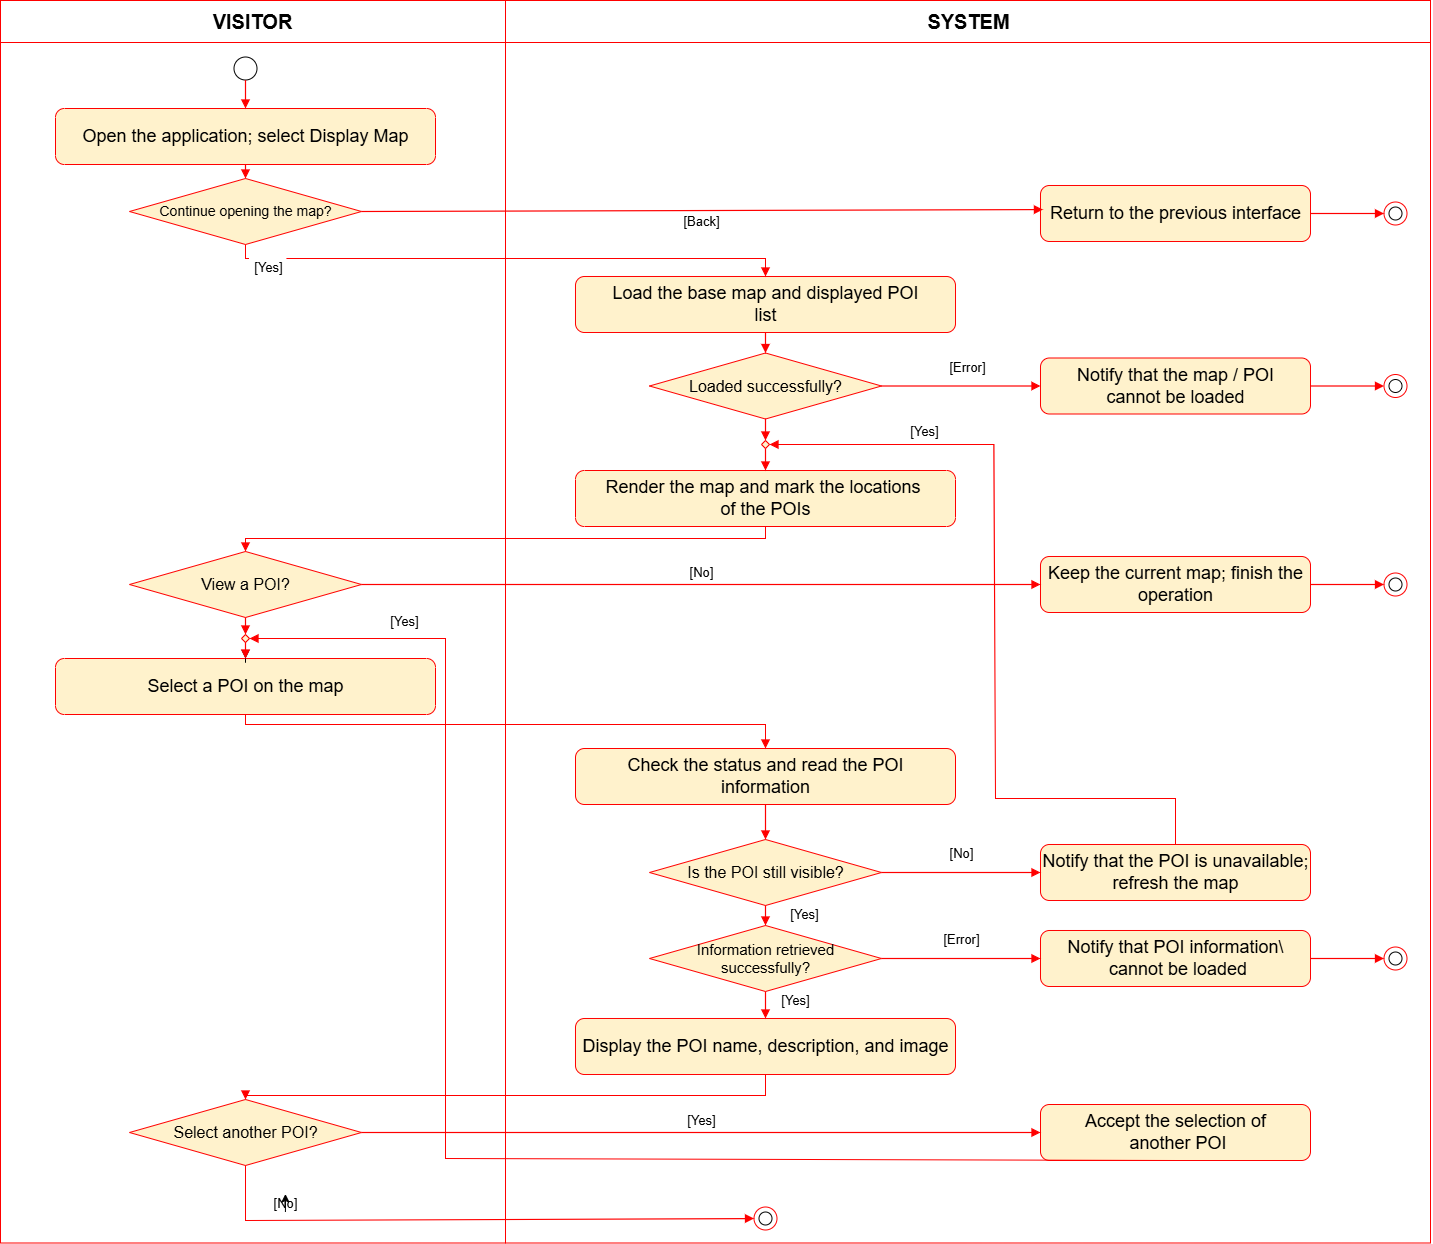 VISITOR
SYSTEM
Open the application; select Display Map
Continue opening the map?
[Back]
Return to the previous interface
[Yes]
Load the base map and displayed POI
list
Loaded successfully?
[Error]
Notify that the map / POI
cannot be loaded
[Yes]
Render the map and mark the locations
of the POIs
View a POI?
[No]
Keep the current map; finish the
operation
[Yes]
Select a POI on the map
Check the status and read the POI
information
Is the POI still visible?
[No]
Notify that the POI is unavailable;
refresh the map
[Yes]
Information retrieved
successfully?
[Error]
Notify that POI information\
cannot be loaded
[Yes]
Display the POI name, description, and image
Select another POI?
[Yes]
Accept the selection of
another POI
[No]